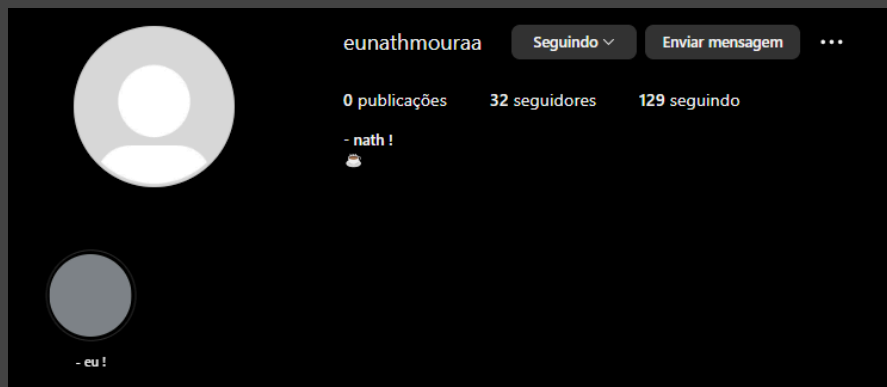 eunathmouraa Seguindo Enviar mensagem
0 publicações 32 seguidores 129 seguindo
- nath !
☕
- eu !